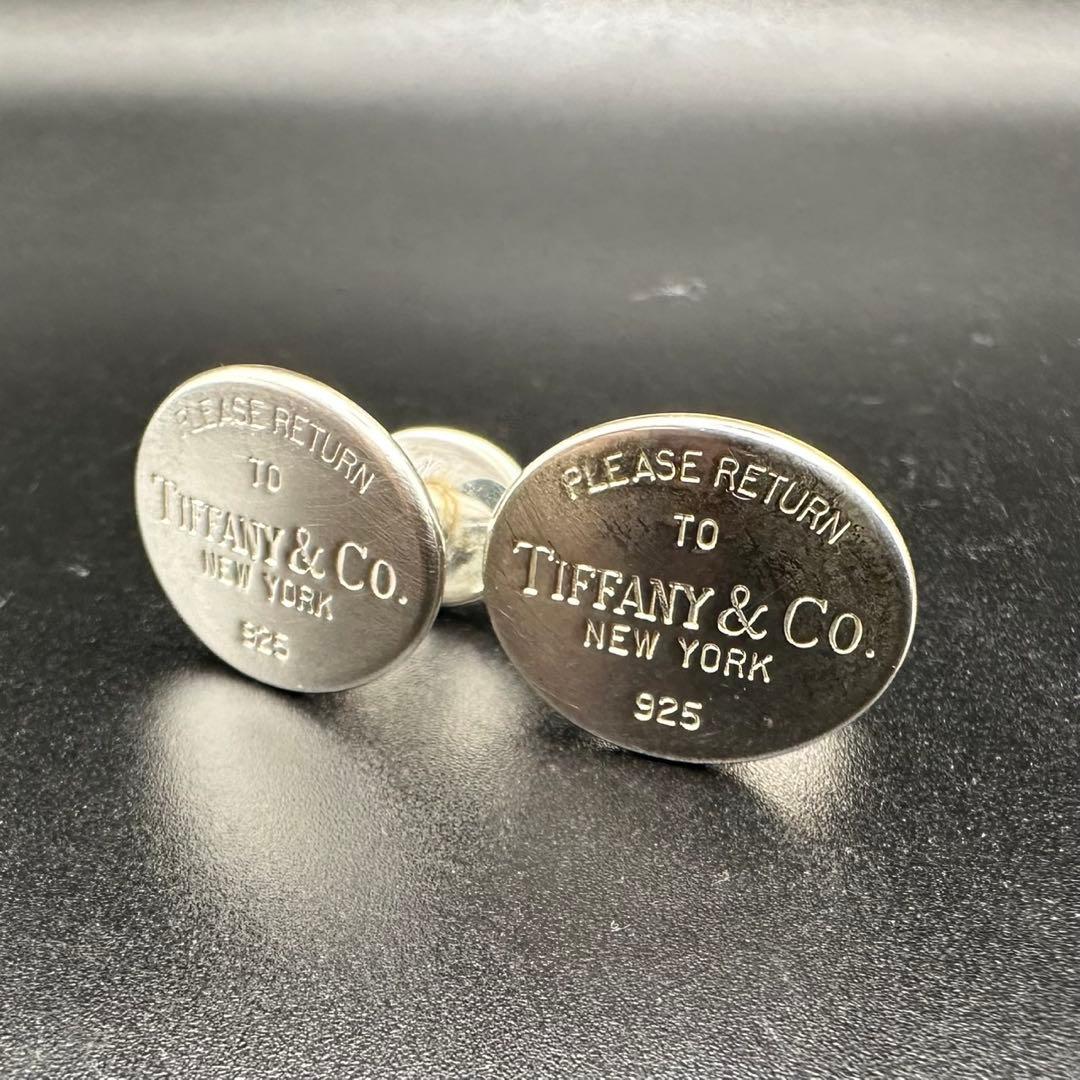 PLEASE RETURN
TO
TIFFANY & CO.
NEW YORK
925
PLEASE RETURN
TO
TIFFANY & CO.
NEW YORK
925